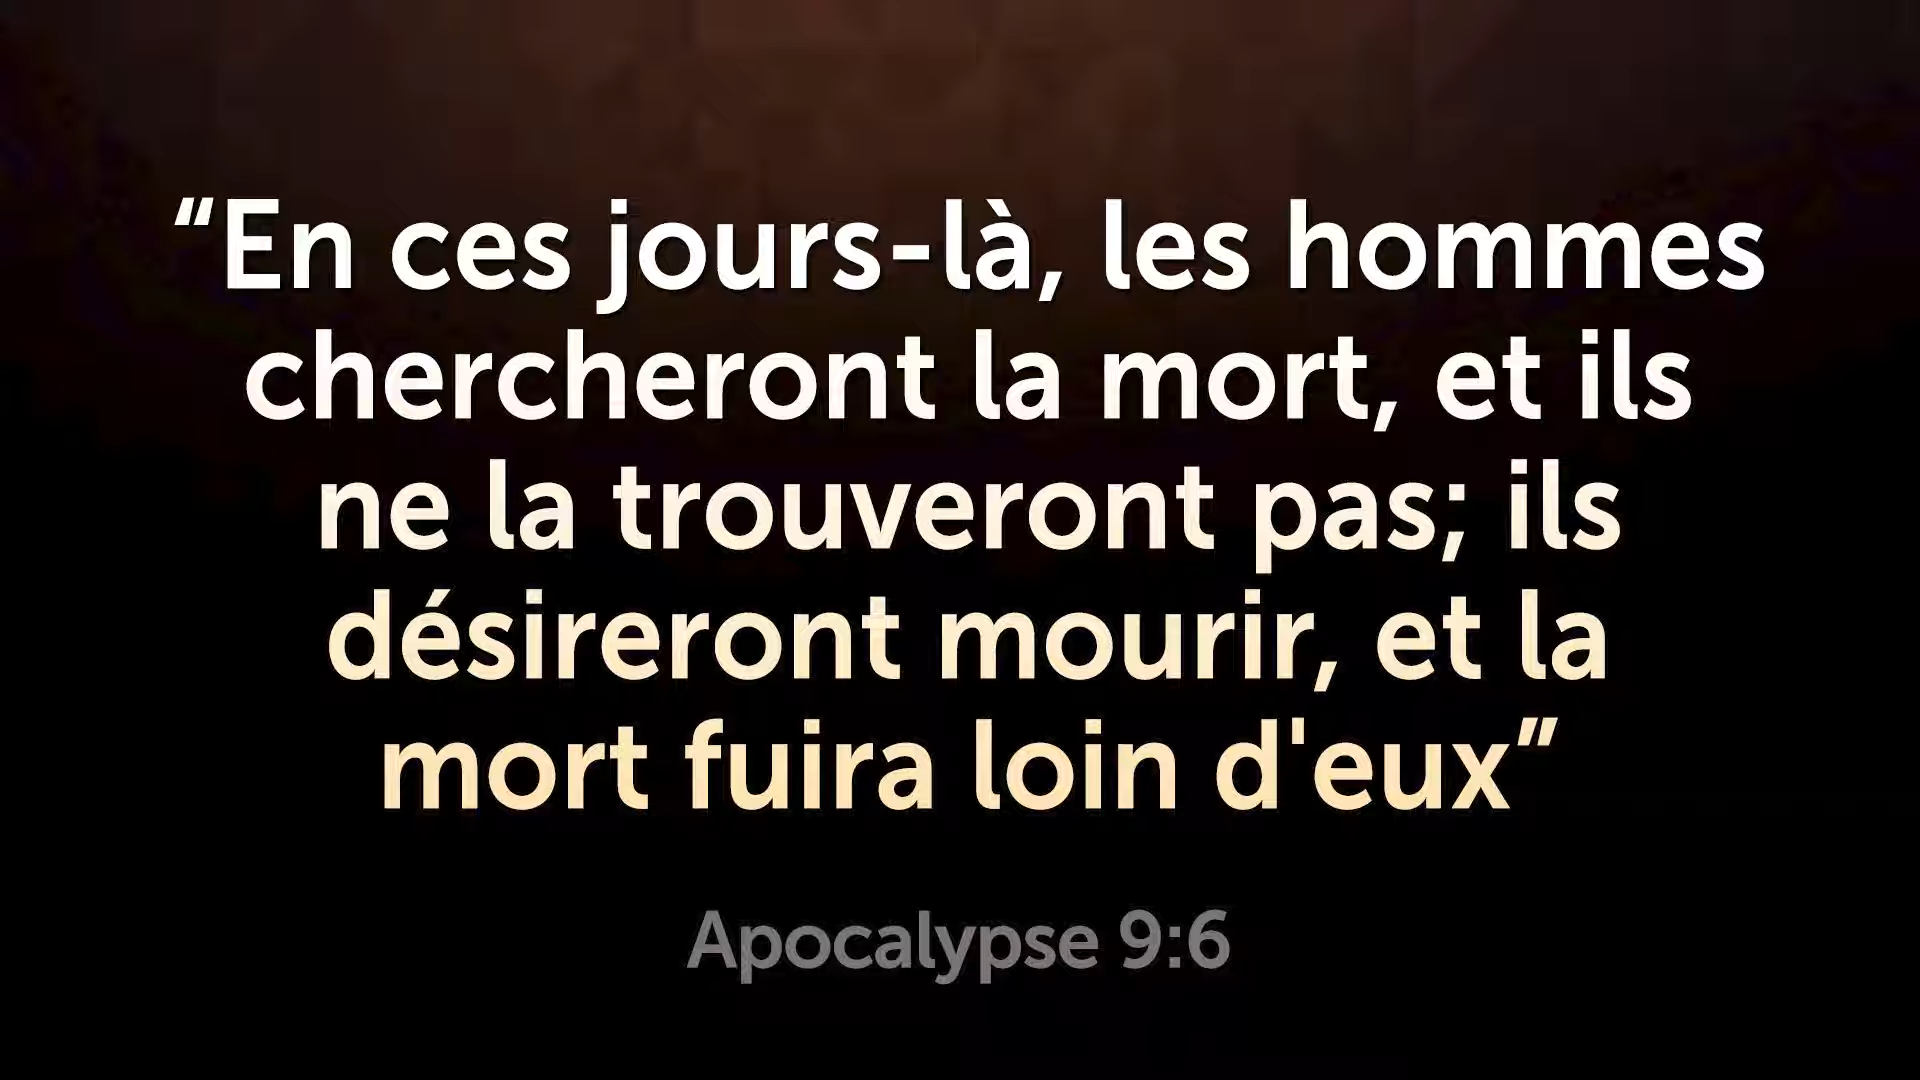 “En ces jours-là, les hommes
chercheront la mort, et ils
ne la trouveront pas; ils
désireront mourir, et la
mort fuira loin d'eux”
Apocalypse 9:6